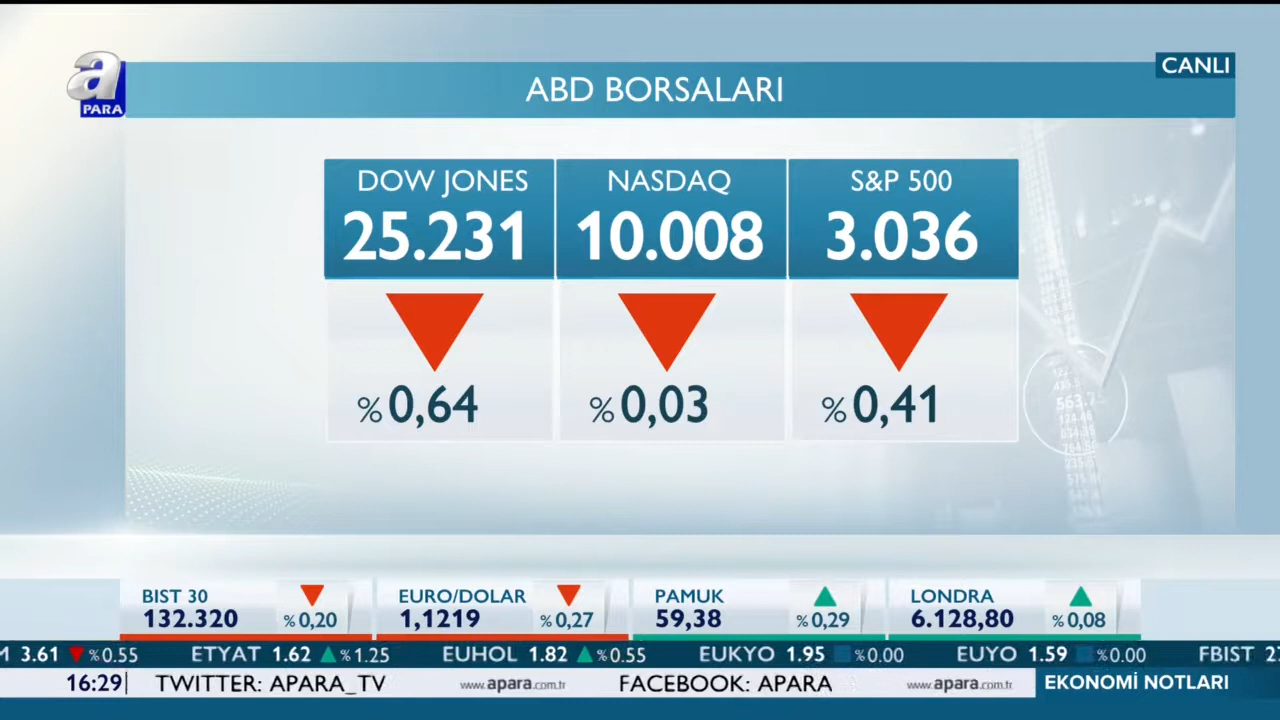 a
PARA
CANLI
ABD BORSALARI
DOW JONES NASDAQ S&P 500
25.231 10.008 3.036
%0,64 %0,03 %0,41
563.7
BIST 30 EURO/DOLAR PAMUK LONDRA
132.320 %0,20 1,1219 %0,27 59,38 %0,29 6.128,80 %0,08
M 3.61 %0.55 ETYAT 1.62 %1.25 EUHOL 1.82 %0.55 EUKYO 1.95 %0.00 EUYO 1.59 %0.00 FBIST 27
16:29 TWITTER: APARA_TV www.apara.com.tr FACEBOOK: APARA www.apara.com.tr EKONOMİ NOTLARI